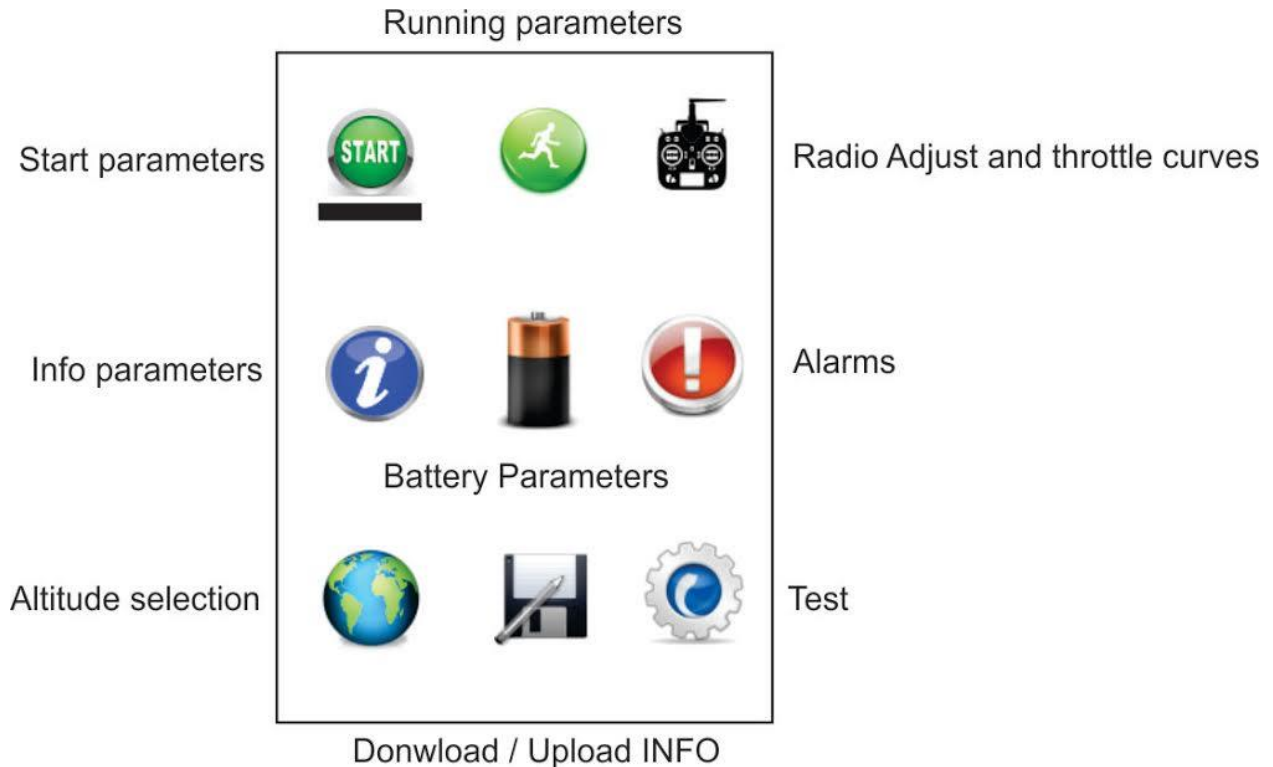 Running parameters
START
Start parameters
Radio Adjust and throttle curves
Info parameters
i
!
Alarms
Battery Parameters
Altitude selection
Test
Donwload / Upload INFO